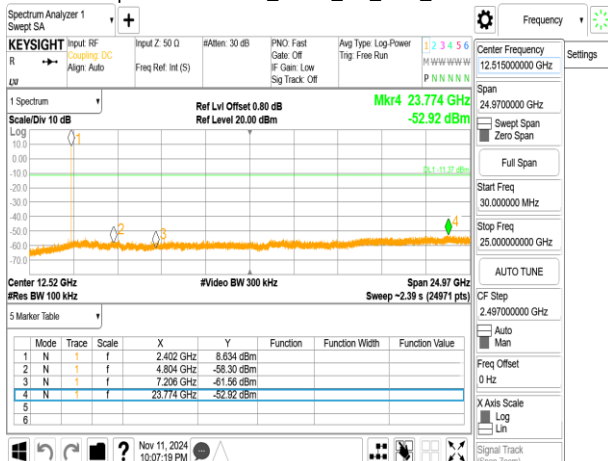 Spectrum Analyzer 1
Swept SA
Frequency
KEYSIGHT
R
Input: RF
Coupling: DC
Align: Auto
Input Z: 50 Ω
Freq Ref: Int (S)
#Atten: 30 dB
PNO: Fast
Gate: Off
IF Gain: Low
Sig Track: Off
Avg Type: Log-Power
Trig: Free Run
1 2 3 4 5 6
M W W W W W
P N N N N N
1 Spectrum
Scale/Div 10 dB
Ref Lvl Offset 0.80 dB
Ref Level 20.00 dBm
Mkr4 23.774 GHz
-52.92 dBm
Log
10.0
0.00
-10.0
-20.0
-30.0
-40.0
-50.0
-60.0
-70.0
1
2
3
4
DL1 -11.37 dBm
Center 12.52 GHz
#Res BW 100 kHz
#Video BW 300 kHz
Span 24.97 GHz
Sweep ~2.39 s (24971 pts)
5 Marker Table
Mode Trace Scale X Y Function Function Width Function Value
1 N 1 f 2.402 GHz 8.634 dBm
2 N 1 f 4.804 GHz -58.30 dBm
3 N 1 f 7.206 GHz -61.56 dBm
4 N 1 f 23.774 GHz -52.92 dBm
5
6
Nov 11, 2024
10:07:19 PM
Center Frequency
12.515000000 GHz
Settings
Span
24.9700000 GHz
Swept Span
Zero Span
Full Span
Start Freq
30.000000 MHz
Stop Freq
25.000000000 GHz
AUTO TUNE
CF Step
2.497000000 GHz
Auto
Man
Freq Offset
0 Hz
X Axis Scale
Log
Lin
Signal Track
(Span Zoom)